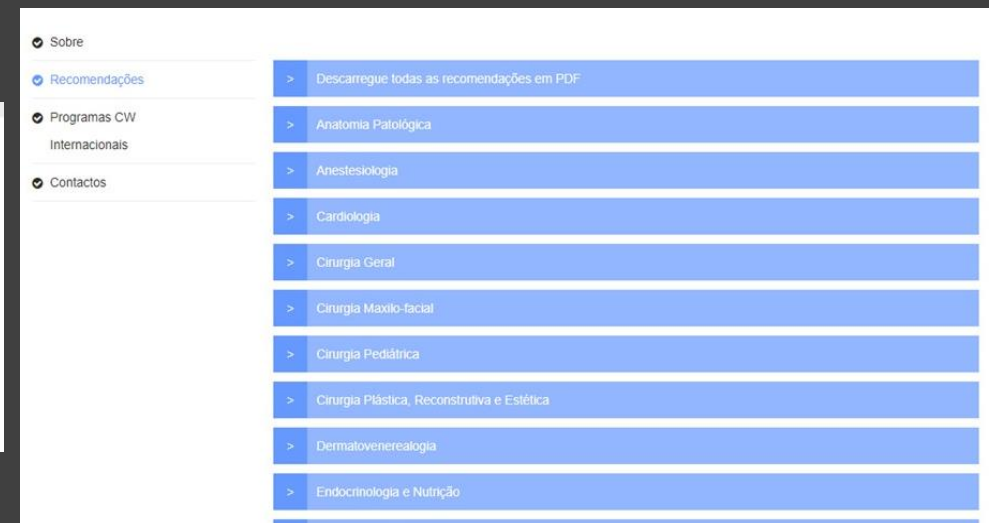 Sobre
Recomendações
Programas CW
Internacionais
Contactos
> Descarregue todas as recomendações em PDF
> Anatomia Patológica
> Anestesiologia
> Cardiologia
> Cirurgia Geral
> Cirurgia Maxilo-facial
> Cirurgia Pediátrica
> Cirurgia Plástica, Reconstrutiva e Estética
> Dermatovenerealogia
> Endocrinologia e Nutrição